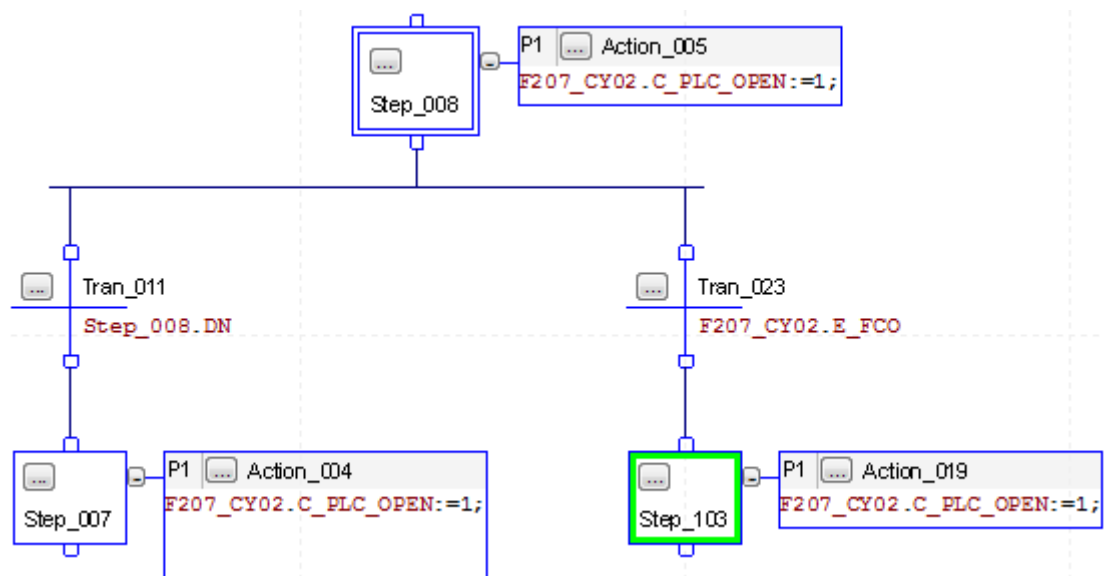 P1 ... Action_005
F207_CY02.C_PLC_OPEN:=1;
...
Step_008
... Tran_011
Step_008.DN
... Tran_023
F207_CY02.E_FCO
... P1 ... Action_004
F207_CY02.C_PLC_OPEN:=1;
Step_007
... P1 ... Action_019
F207_CY02.C_PLC_OPEN:=1;
Step_103